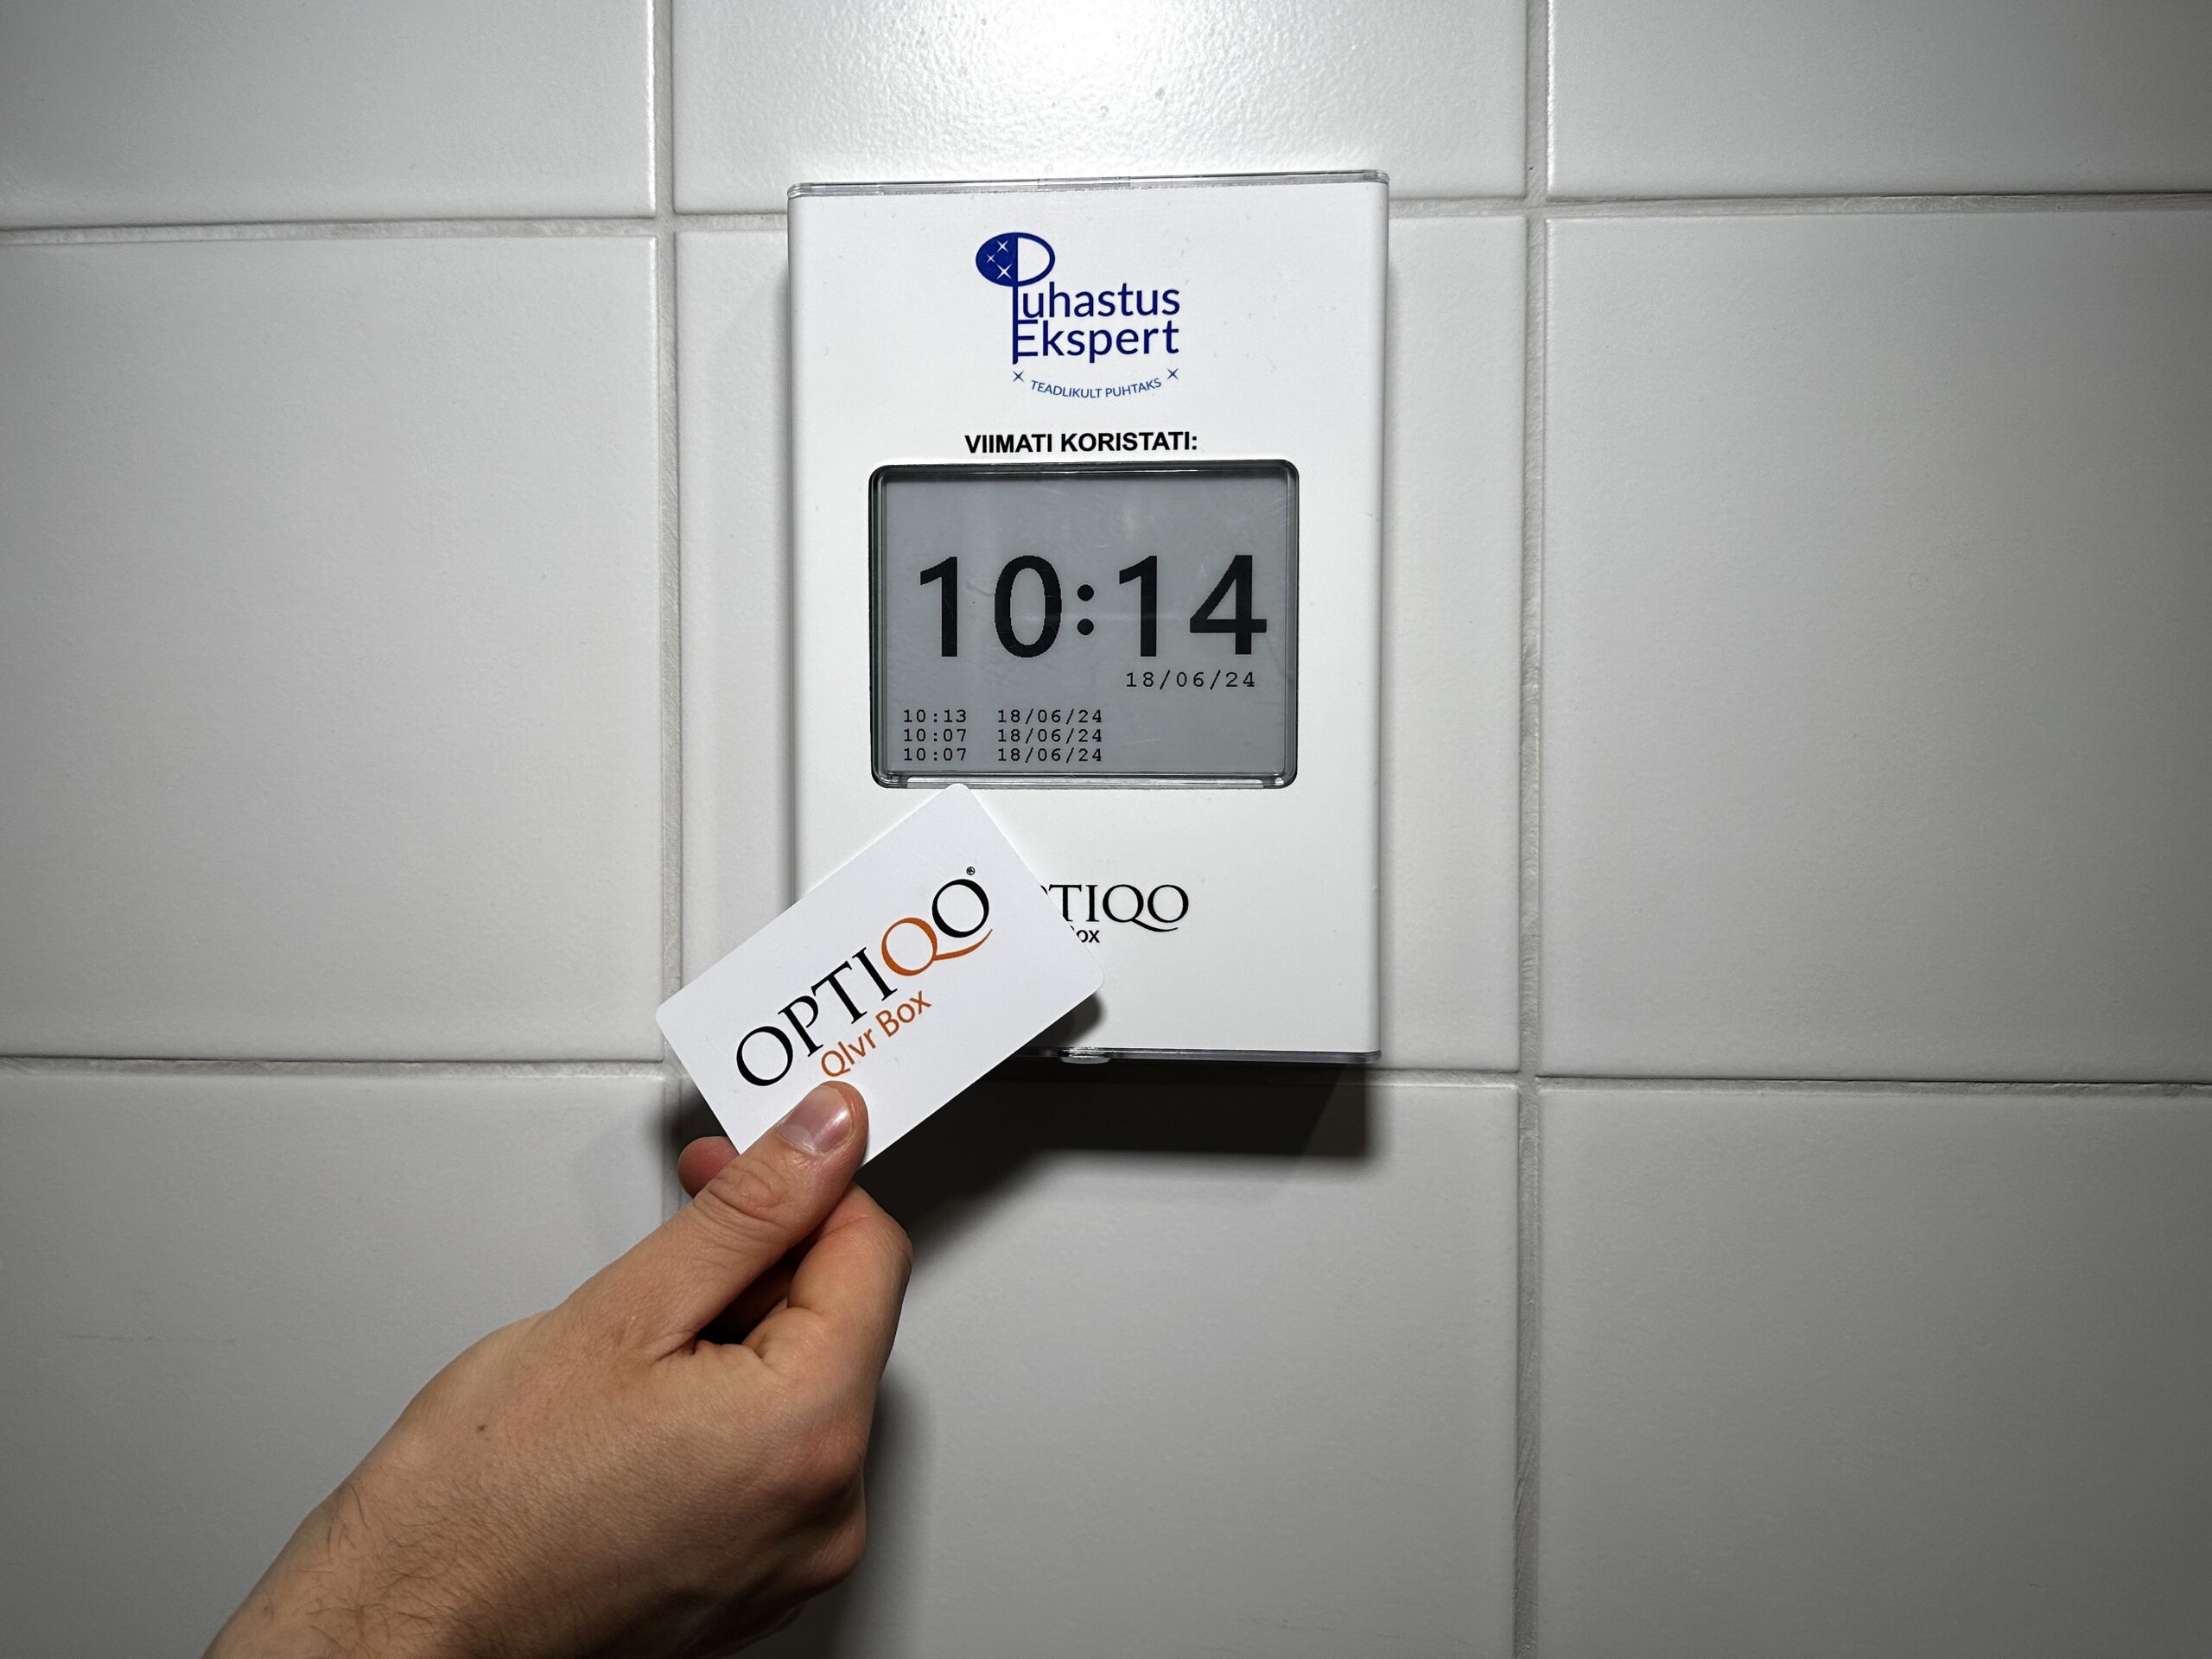 Puhastus
Ekspert
TEADLIKULT PUHTAKS
VIIMATI KORISTATI:
10:14
18/06/24
10:13 18/06/24
10:07 18/06/24
10:07 18/06/24
TIQO
OPTIQO®
Qlvr Box